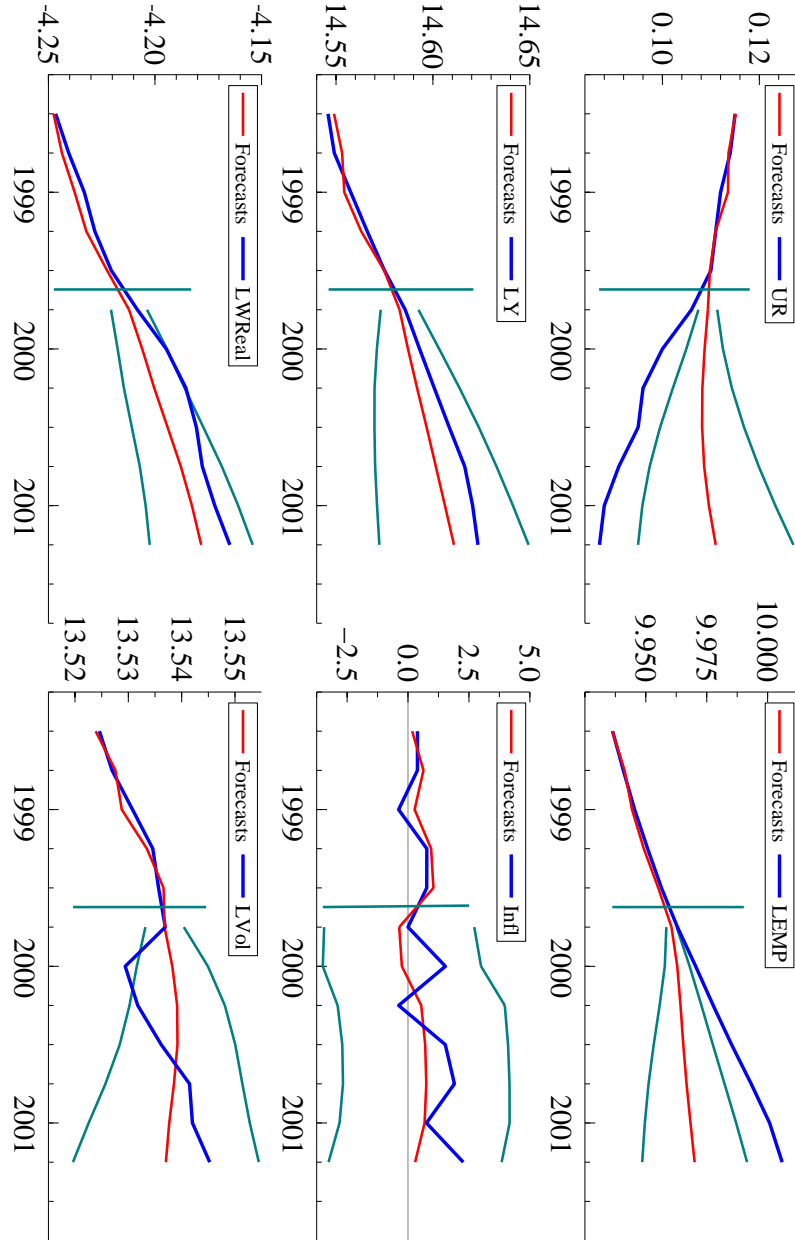 Forecasts UR
0.12
0.10
1999 2000 2001
Forecasts LEMP
10.000
9.975
9.950
1999 2000 2001
Forecasts LY
14.65
14.60
14.55
1999 2000 2001
Forecasts Infl
5.0
2.5
0.0
−2.5
1999 2000 2001
Forecasts LWReal
-4.15
-4.20
-4.25
1999 2000 2001
Forecasts LVol
13.55
13.54
13.53
13.52
1999 2000 2001